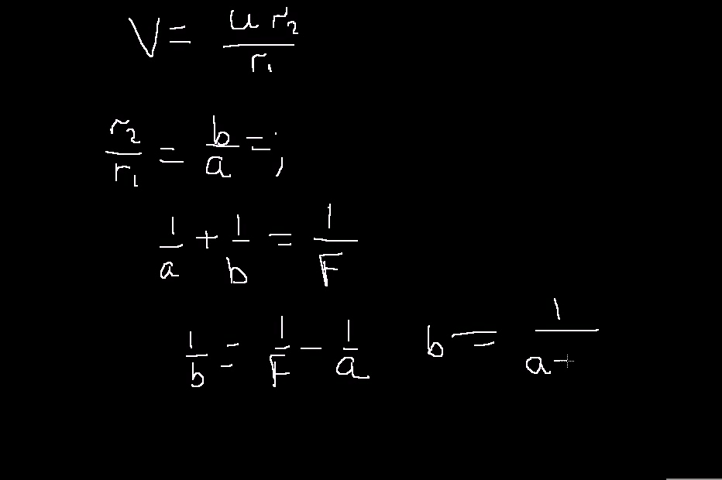 V = u r₂ / r₁
r₂ / r₁ = b / a = ;
1/a + 1/b = 1/F
1/b = 1/F - 1/a b = 1 / a -